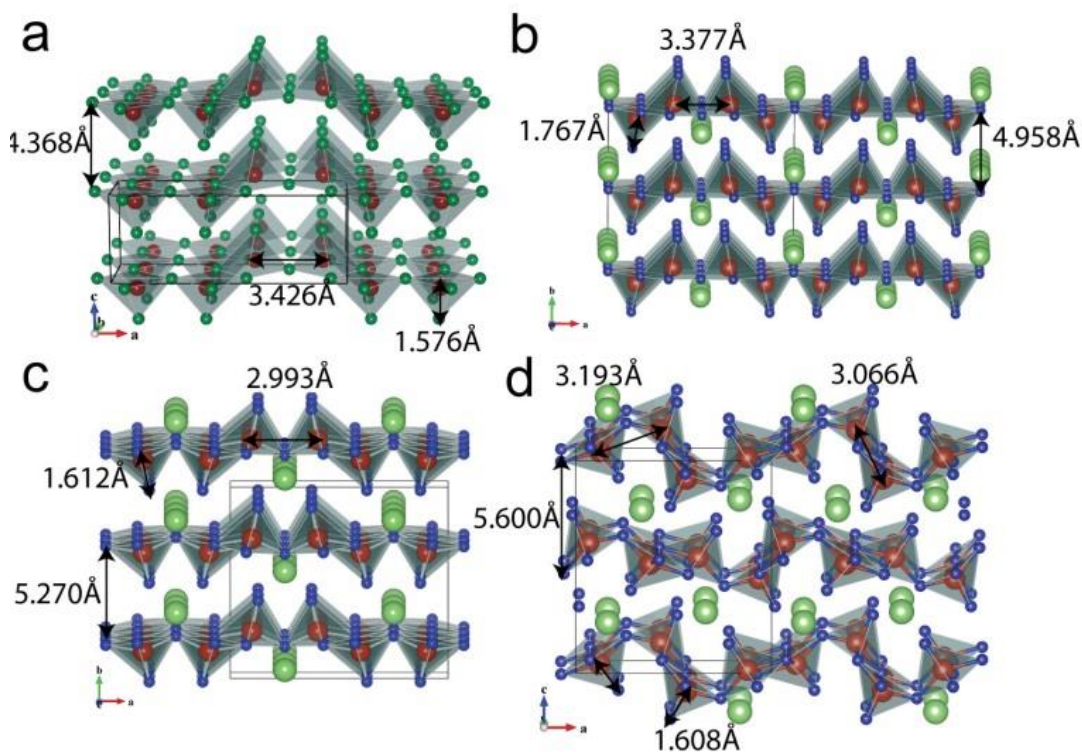 a
4.368Å
3.426Å
1.576Å
c
b
a
b
3.377Å
1.767Å
4.958Å
b
a
c
2.993Å
1.612Å
5.270Å
b
a
d
3.193Å
3.066Å
5.600Å
1.608Å
c
a